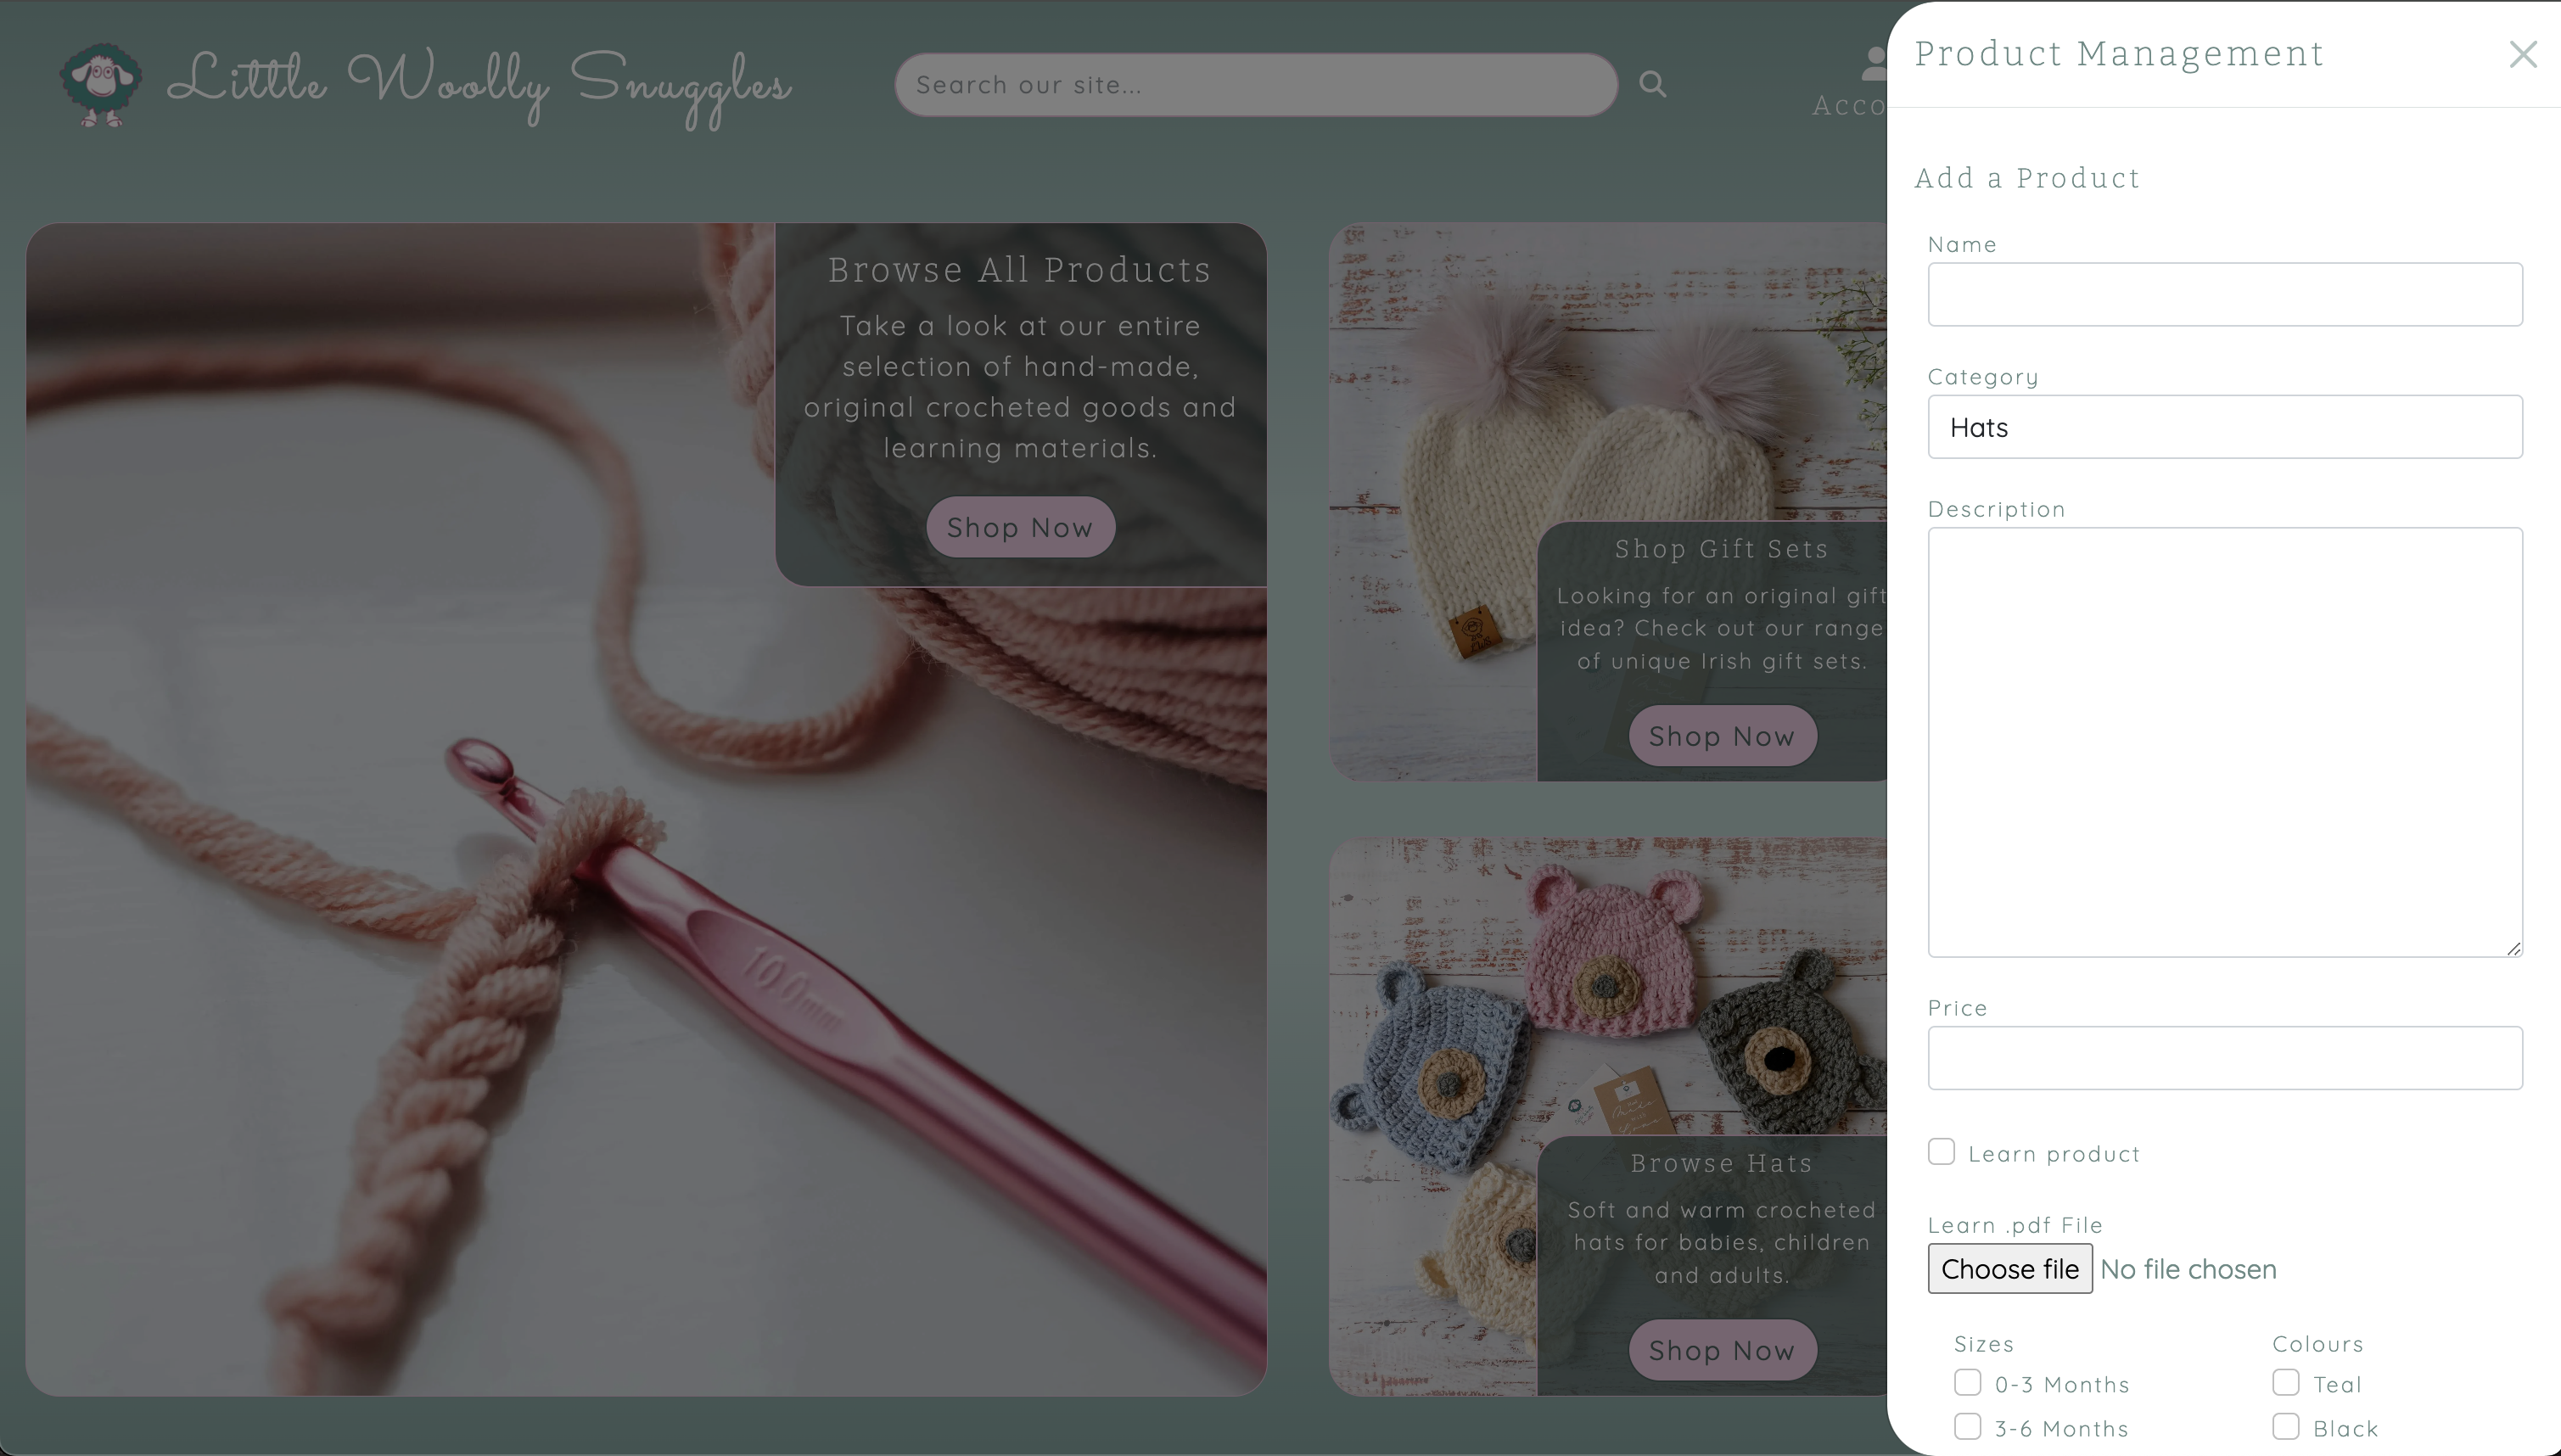 Little Woolly Snuggles
Search our site...
Acco
Browse All Products
Take a look at our entire
selection of hand-made,
original crocheted goods and
learning materials.
Shop Now
10.0mm
Shop Gift Sets
Looking for an original gift
idea? Check out our range
of unique Irish gift sets.
Shop Now
Browse Hats
Soft and warm crocheted
hats for babies, children
and adults.
Shop Now
Product Management
Add a Product
Name
Category
Hats
Description
Price
Learn product
Learn .pdf File
Choose file No file chosen
Sizes
0-3 Months
3-6 Months
Colours
Teal
Black